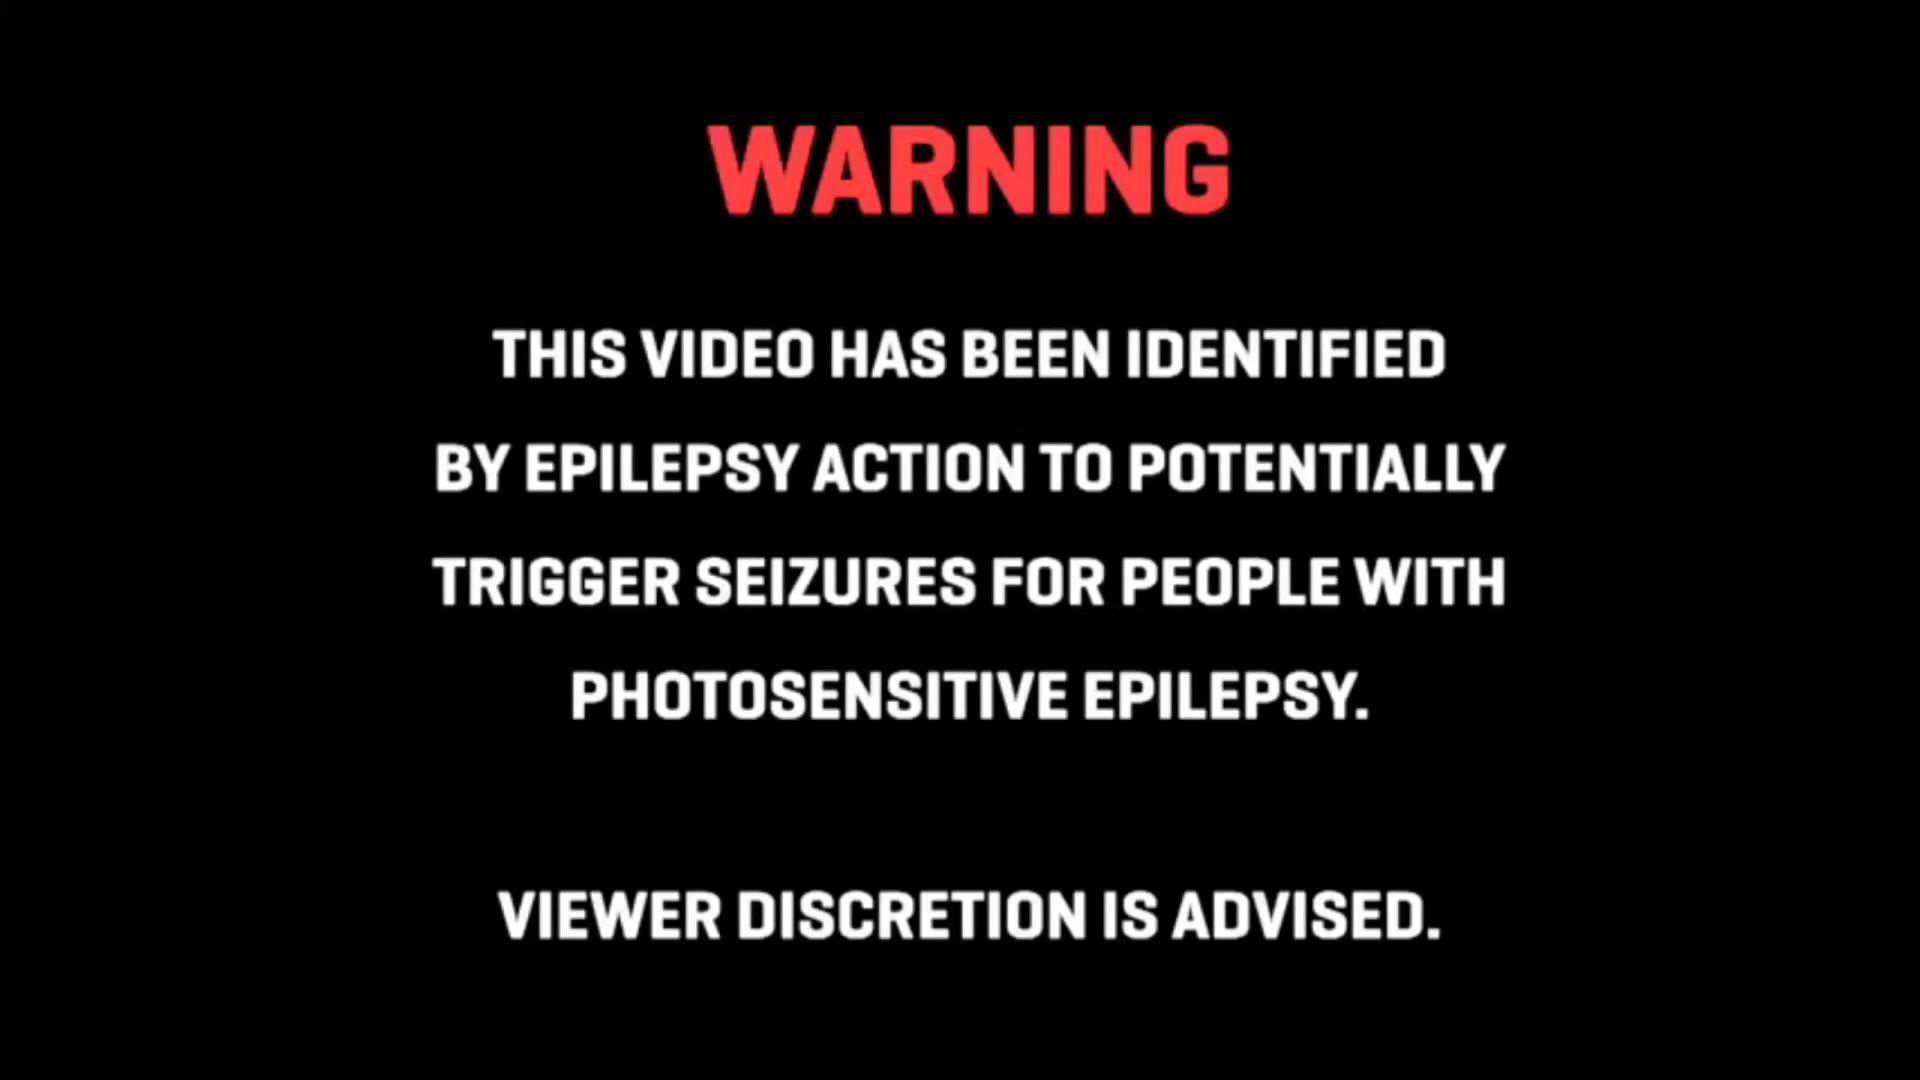 WARNING
THIS VIDEO HAS BEEN IDENTIFIED
BY EPILEPSY ACTION TO POTENTIALLY
TRIGGER SEIZURES FOR PEOPLE WITH
PHOTOSENSITIVE EPILEPSY.
VIEWER DISCRETION IS ADVISED.